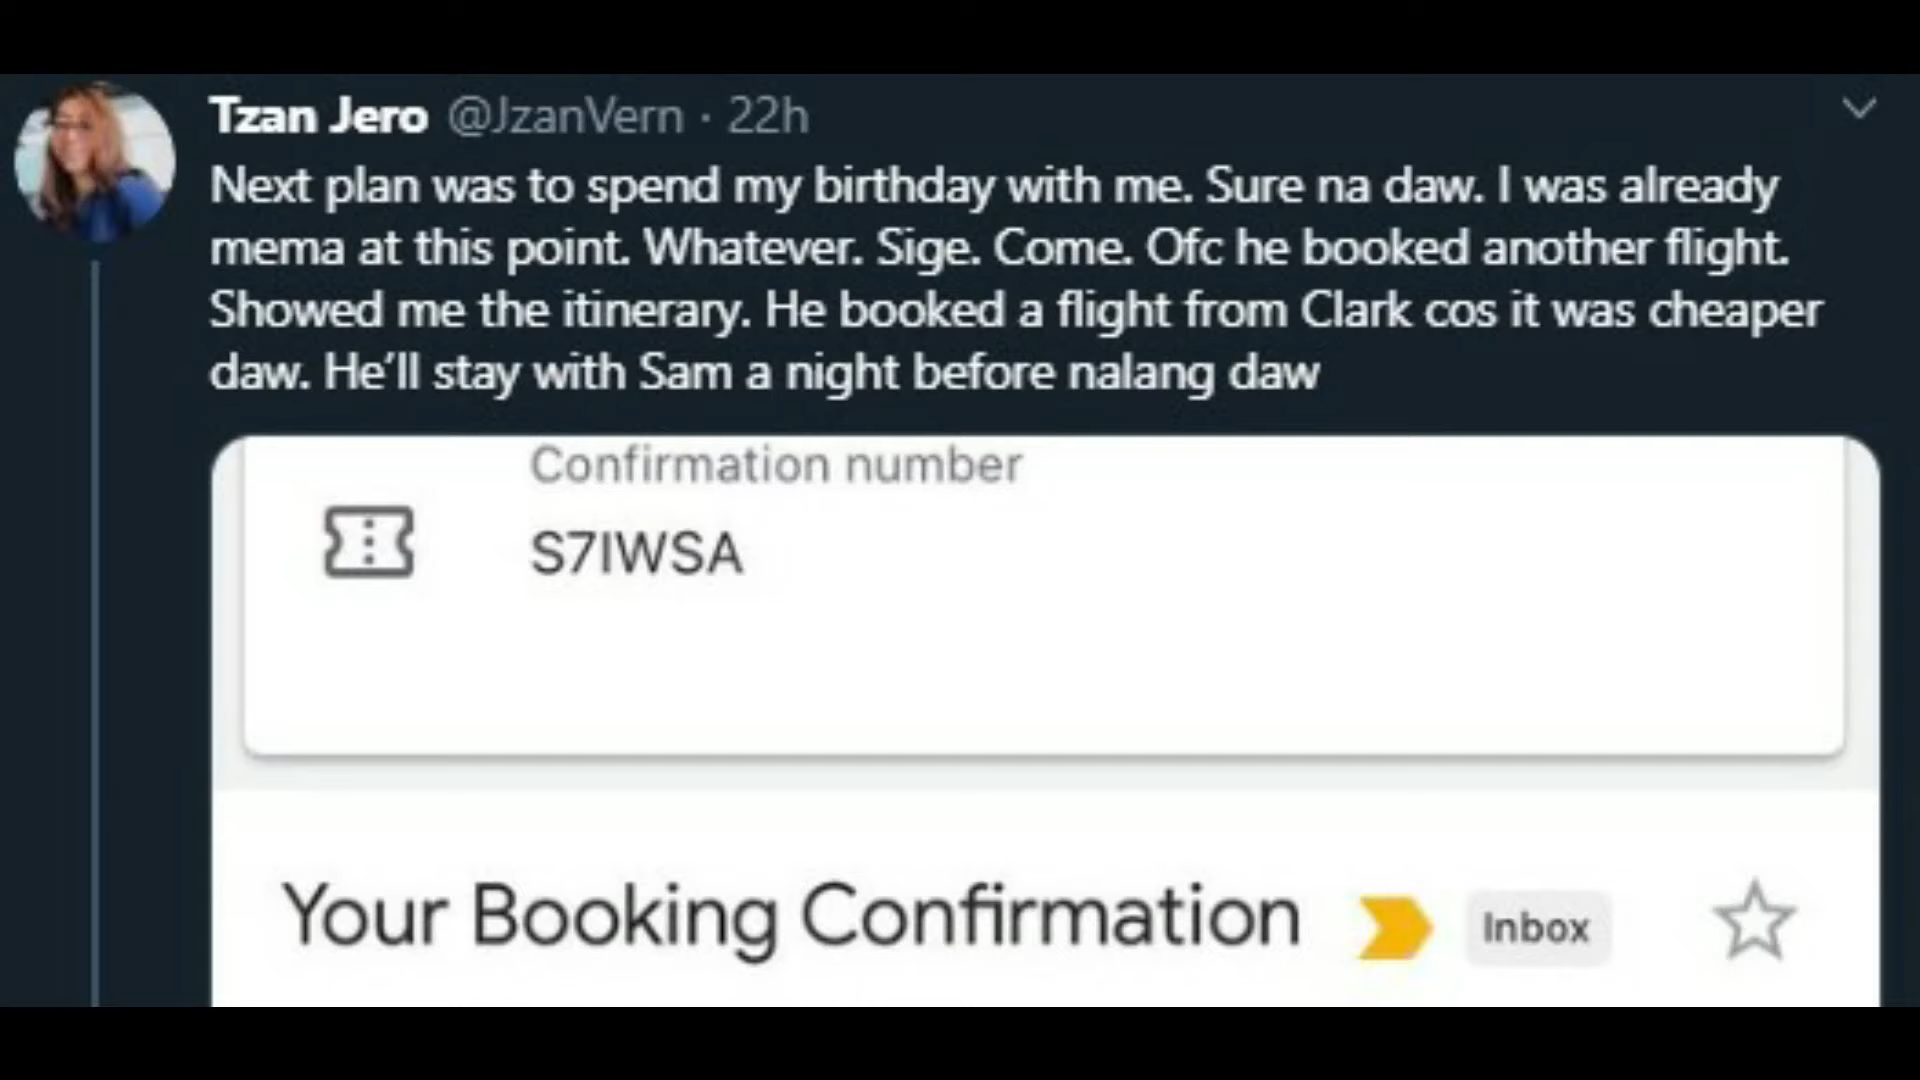 Tzan Jero @JzanVern · 22h
Next plan was to spend my birthday with me. Sure na daw. I was already
mema at this point. Whatever. Sige. Come. Ofc he booked another flight.
Showed me the itinerary. He booked a flight from Clark cos it was cheaper
daw. He’ll stay with Sam a night before nalang daw
Confirmation number
S7IWSA
Your Booking Confirmation Inbox